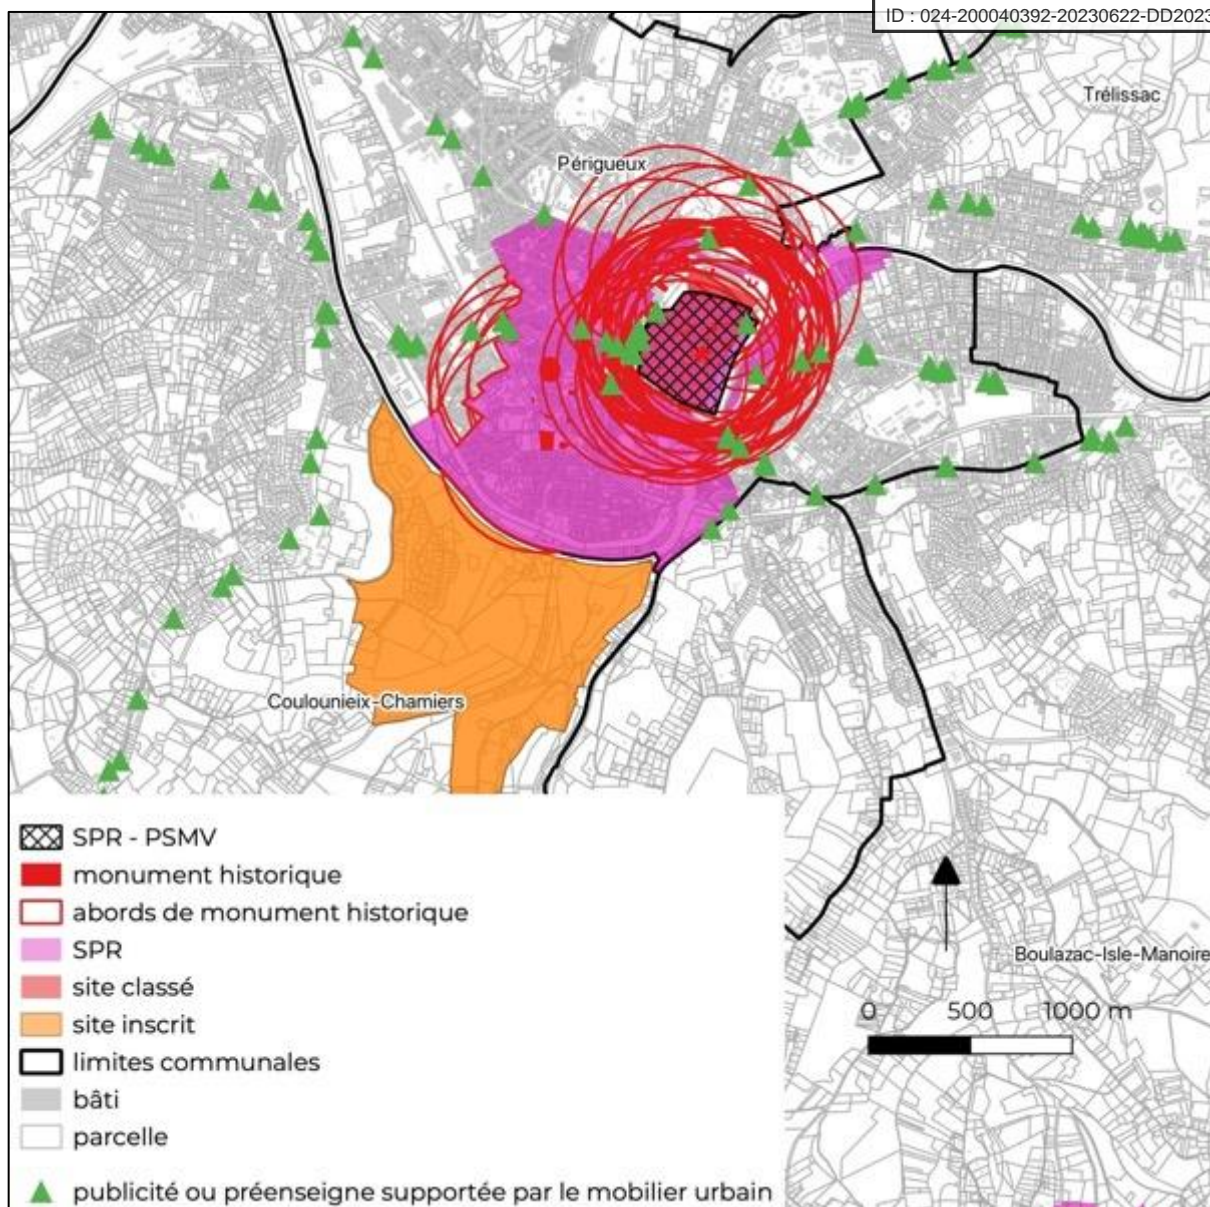 ID : 024-200040392-20230622-DD2023
Trélissac
Périgueux
Coulounieix-Chamiers
SPR - PSMV
monument historique
abords de monument historique
SPR
Boulazac-Isle-Manoire
site classé
site inscrit
0 500 1000 m
limites communales
bâti
parcelle
publicité ou préenseigne supportée par le mobilier urbain